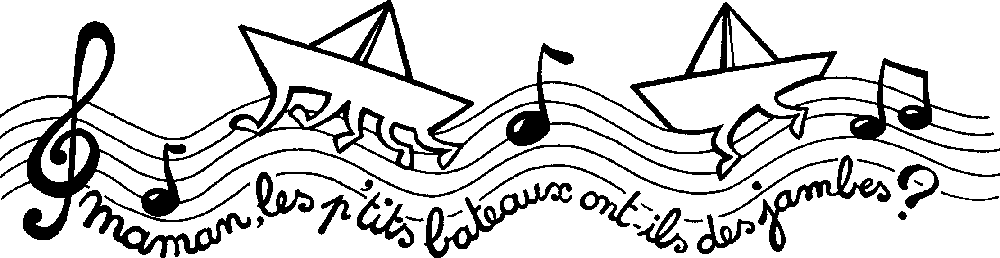 maman, les p'tits bateaux ont-ils des jambes ?